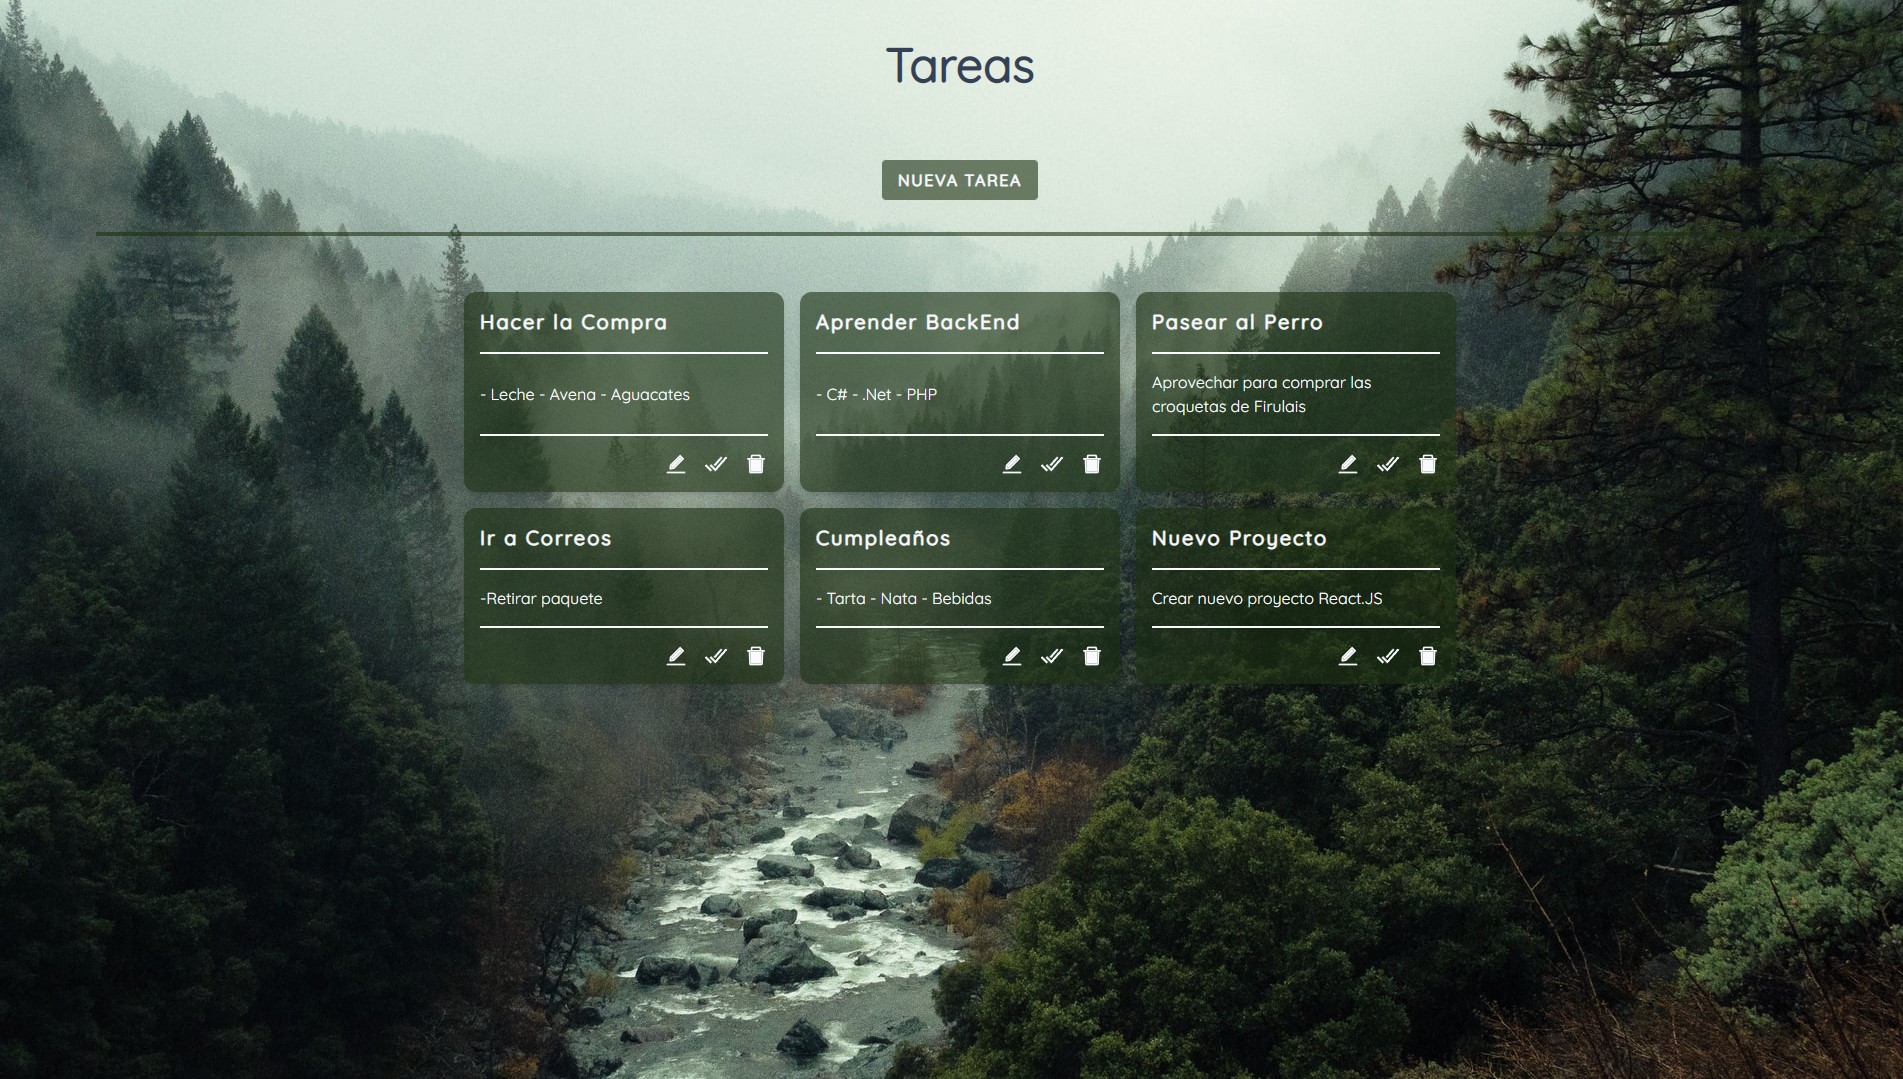 Tareas
NUEVA TAREA
Hacer la Compra
- Leche - Avena - Aguacates
Aprender BackEnd
- C# - .Net - PHP
Pasear al Perro
Aprovechar para comprar las
croquetas de Firulais
Ir a Correos
-Retirar paquete
Cumpleaños
- Tarta - Nata - Bebidas
Nuevo Proyecto
Crear nuevo proyecto React.JS